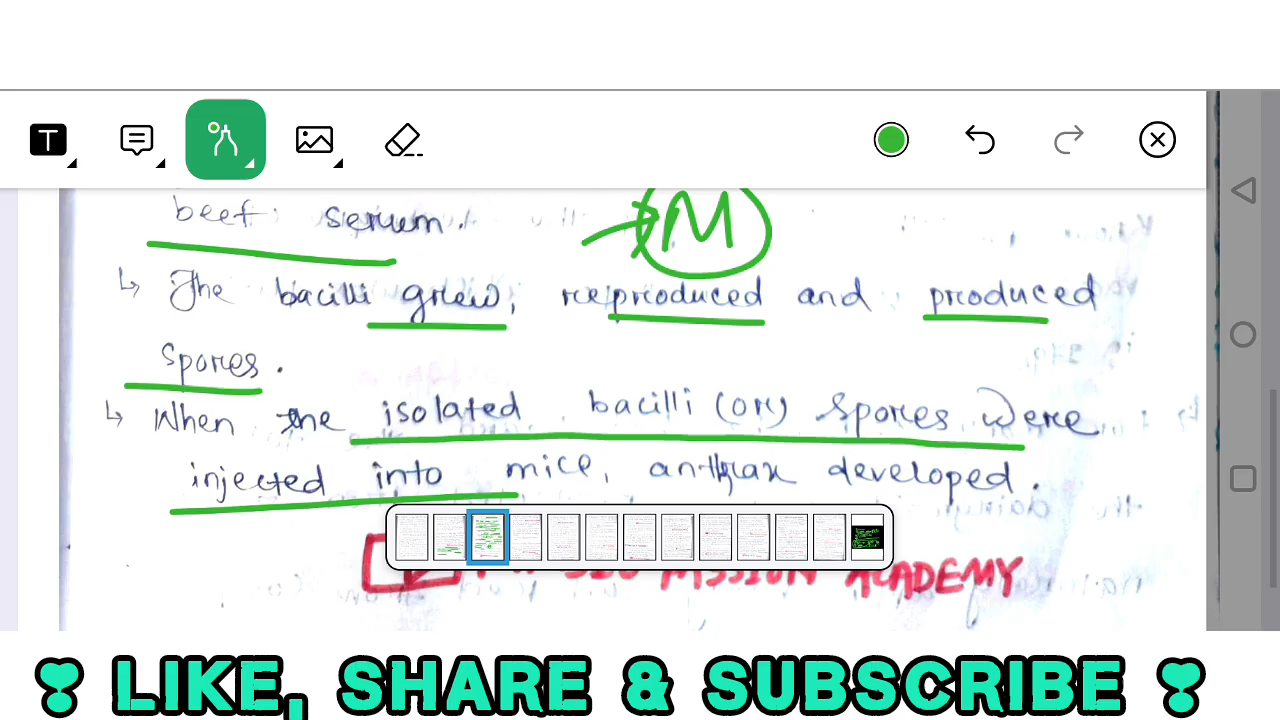 T
beef serum.
M
↳ The bacilli grew, reproduced and produced
spores.
↳ When the isolated bacilli (or) spores were
injected into mice, anthrax developed.
MISSION ACADEMY
❣ LIKE, SHARE & SUBSCRIBE ❣